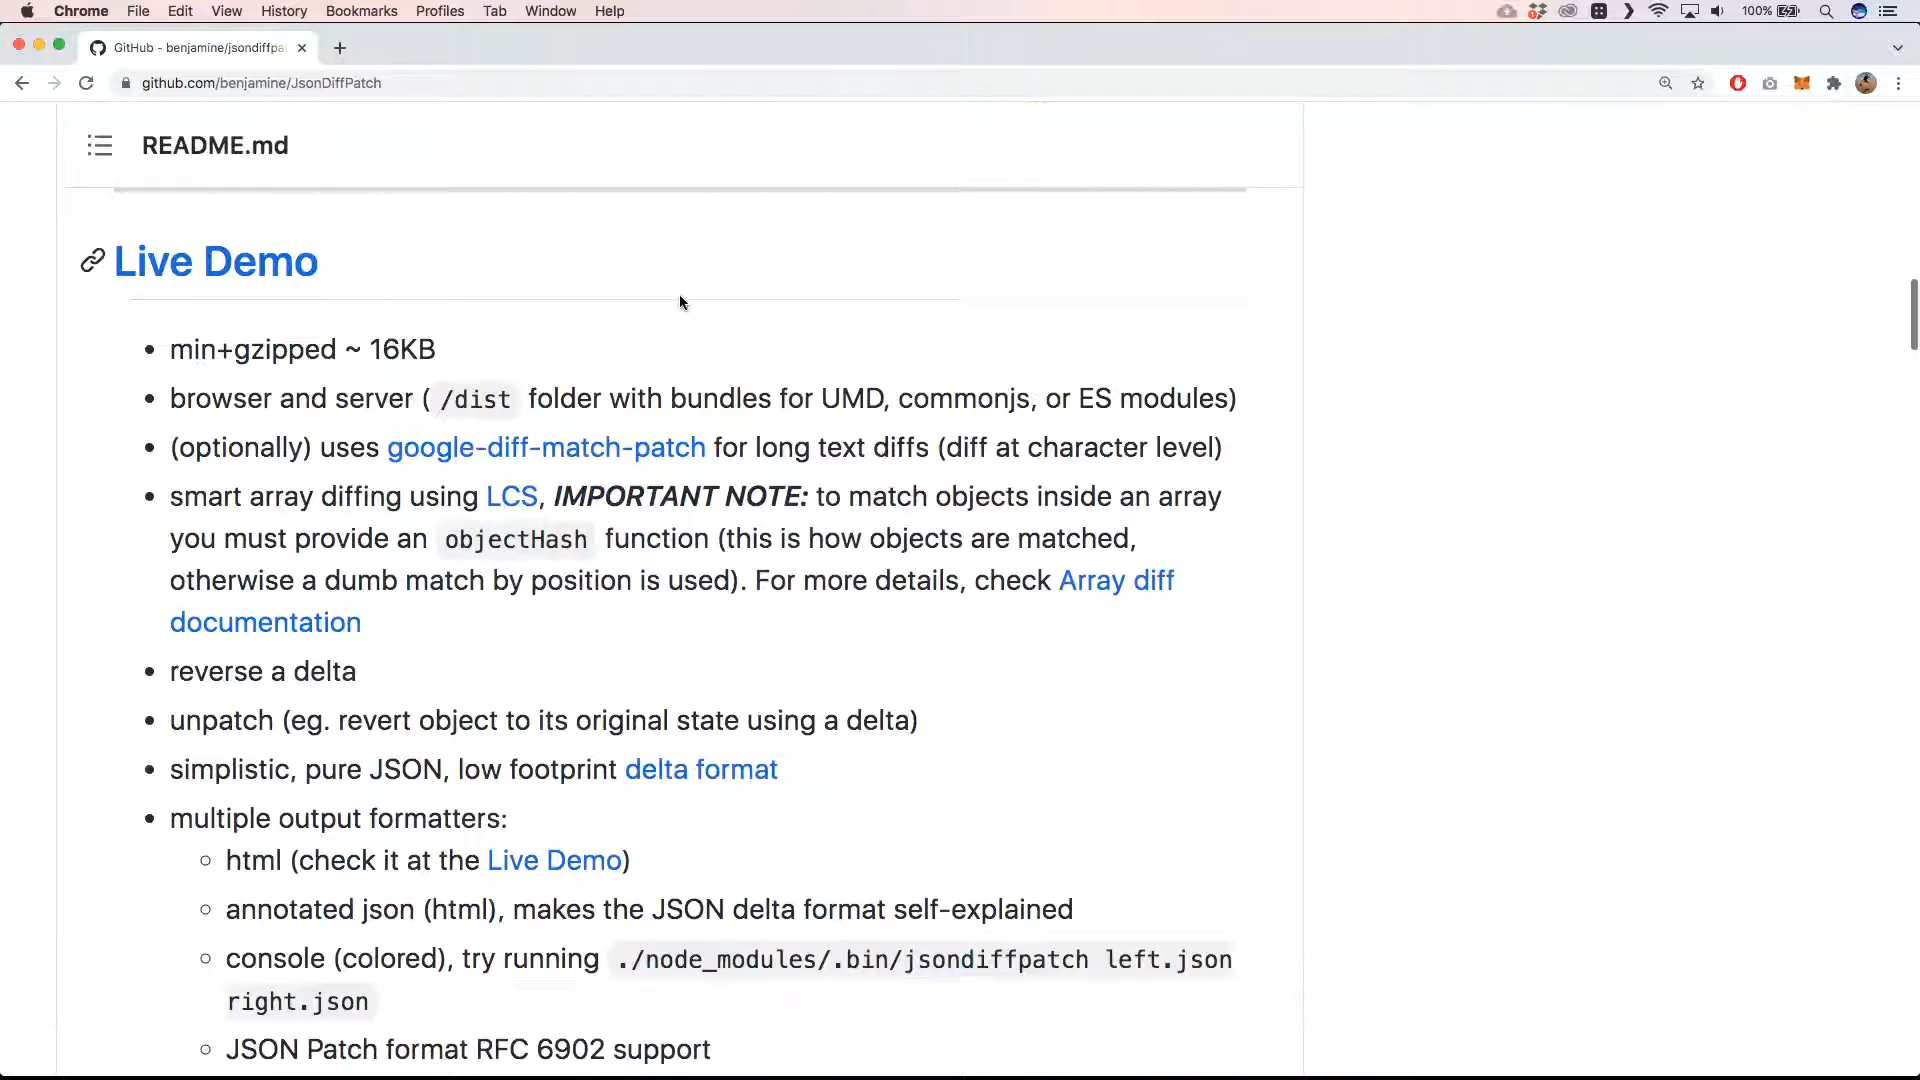 Chrome File Edit View History Bookmarks Profiles Tab Window Help 100%
GitHub - benjamine/jsondiffpa
github.com/benjamine/JsonDiffPatch
README.md
Live Demo
• min+gzipped ~ 16KB
• browser and server ( /dist folder with bundles for UMD, commonjs, or ES modules)
• (optionally) uses google-diff-match-patch for long text diffs (diff at character level)
• smart array diffing using LCS, IMPORTANT NOTE: to match objects inside an array
you must provide an objectHash function (this is how objects are matched,
otherwise a dumb match by position is used). For more details, check Array diff
documentation
• reverse a delta
• unpatch (eg. revert object to its original state using a delta)
• simplistic, pure JSON, low footprint delta format
• multiple output formatters:
◦ html (check it at the Live Demo)
◦ annotated json (html), makes the JSON delta format self-explained
◦ console (colored), try running ./node_modules/.bin/jsondiffpatch left.json
right.json
◦ JSON Patch format RFC 6902 support